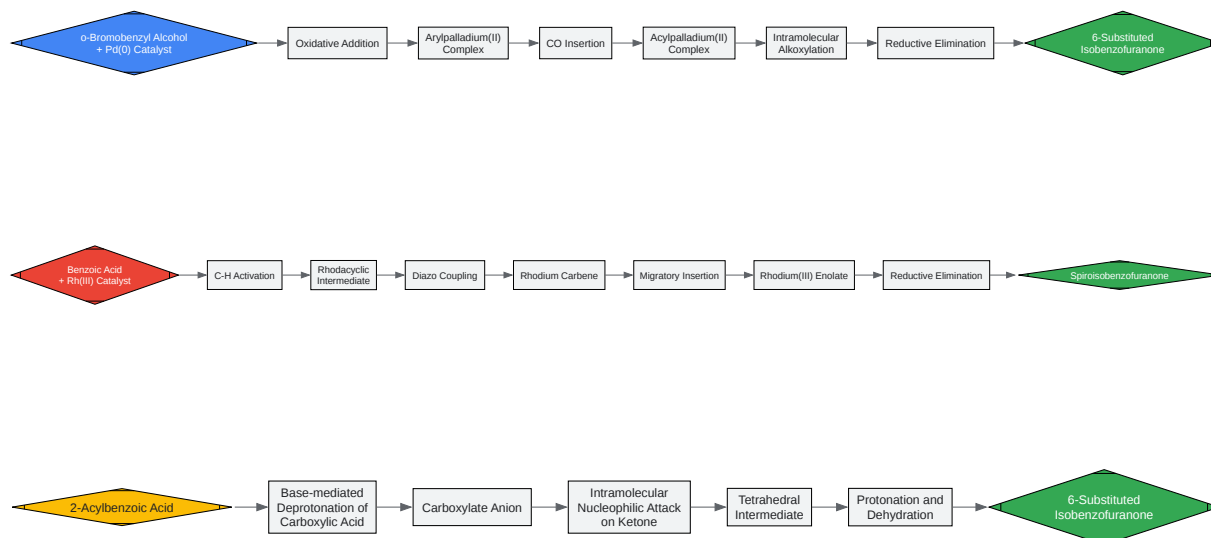 o-Bromobenzyl Alcohol
+ Pd(0) Catalyst
Oxidative Addition
Arylpalladium(II)
Complex
CO Insertion
Acylpalladium(II)
Complex
Intramolecular
Alkoxylation
Reductive Elimination
6-Substituted
Isobenzofuranone
Benzoic Acid
+ Rh(III) Catalyst
C-H Activation
Rhodacyclic
Intermediate
Diazo Coupling
Rhodium Carbene
Migratory Insertion
Rhodium(III) Enolate
Reductive Elimination
Spiroisobenzofuranone
2-Acylbenzoic Acid
Base-mediated
Deprotonation of
Carboxylic Acid
Carboxylate Anion
Intramolecular
Nucleophilic Attack
on Ketone
Tetrahedral
Intermediate
Protonation and
Dehydration
6-Substituted
Isobenzofuranone